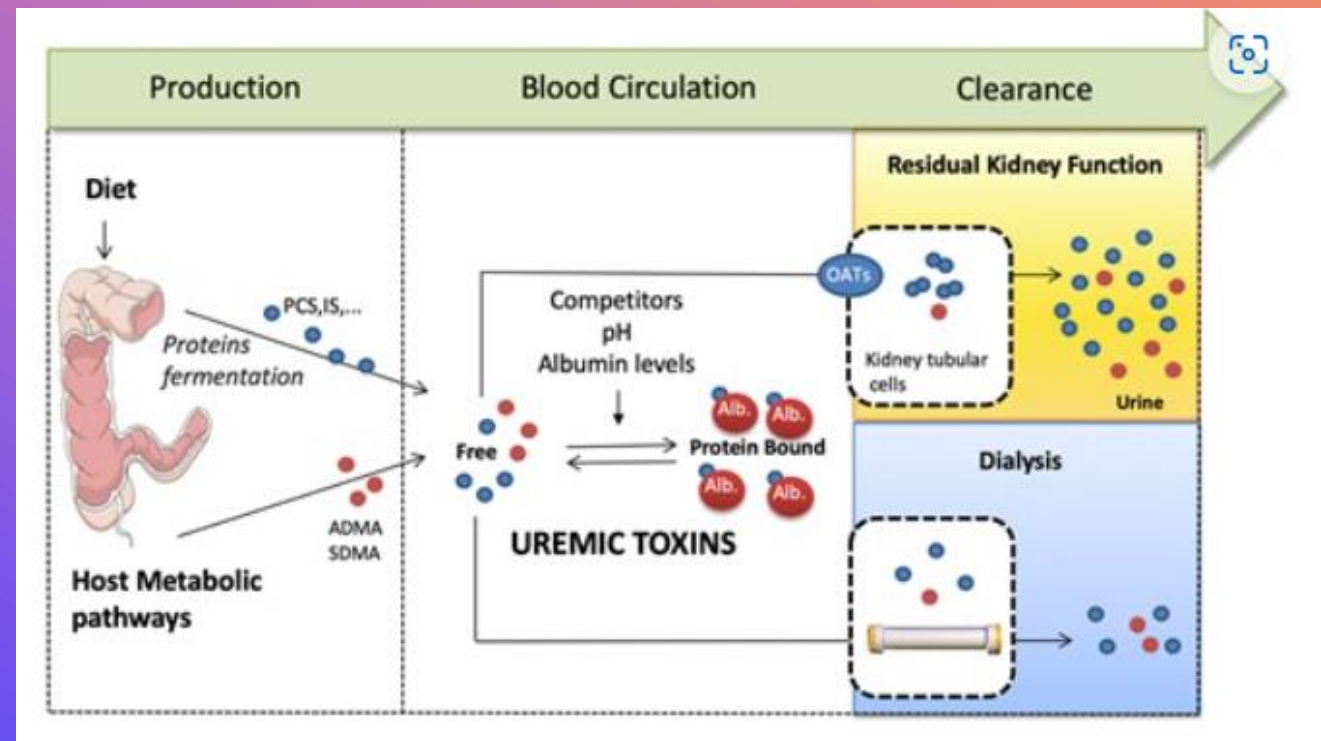 Production
Blood Circulation
Clearance
Diet
PCS,IS,...
Proteins
fermentation
ADMA
SDMA
Host Metabolic
pathways
Competitors
pH
Albumin levels
Free
Alb.
Alb.
Protein Bound
Alb.
Alb.
UREMIC TOXINS
Residual Kidney Function
OATs
Kidney tubular
cells
Urine
Dialysis